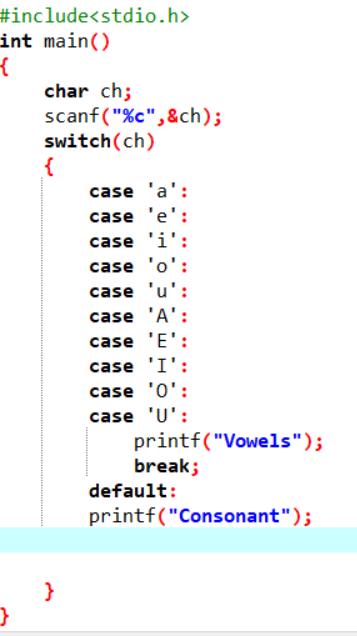 #include<stdio.h>
int main()
{
    char ch;
    scanf("%c",&ch);
    switch(ch)
    {
        case 'a':
        case 'e':
        case 'i':
        case 'o':
        case 'u':
        case 'A':
        case 'E':
        case 'I':
        case 'O':
        case 'U':
            printf("Vowels");
            break;
        default:
        printf("Consonant");
    }
}